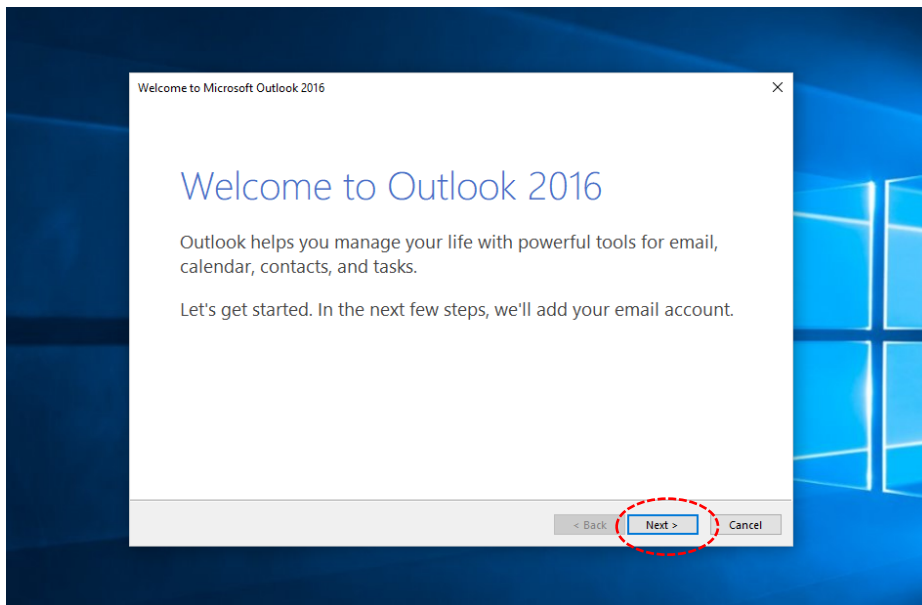 Welcome to Microsoft Outlook 2016
Welcome to Outlook 2016
Outlook helps you manage your life with powerful tools for email,
calendar, contacts, and tasks.
Let's get started. In the next few steps, we'll add your email account.
< Back Next > Cancel